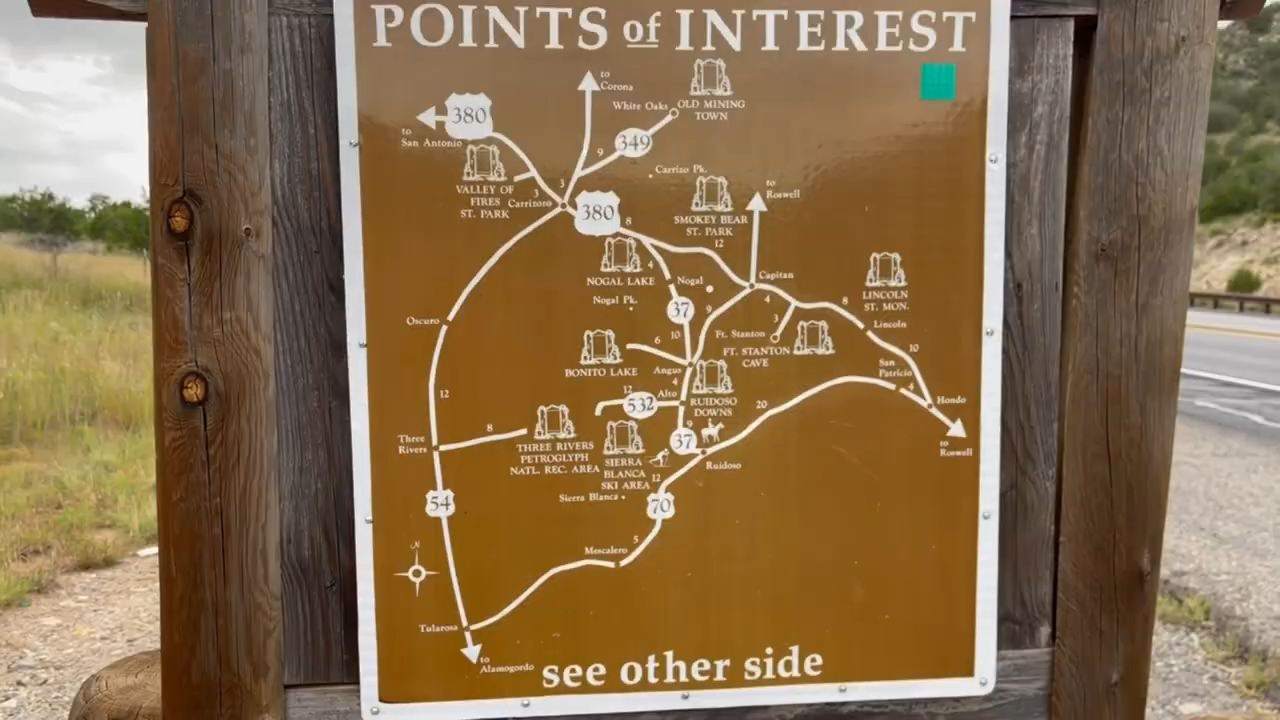 POINTS of INTEREST
to
Corona
White Oaks
OLD MINING
TOWN
380
to
San Antonio
349
9
Carrizo Pk.
VALLEY OF
FIRES
ST. PARK
3
3
Carrizozo
380
8
SMOKEY BEAR
ST. PARK
12
to
Roswell
NOGAL LAKE
4
Nogal
Capitan
Nogal Pk.
37
9
4
8
LINCOLN
ST. MON.
Lincoln
Oscuro
10
Ft. Stanton
3
FT. STANTON
CAVE
10
6
BONITO LAKE
Angus
San
Patricio
4
Hondo
to
Roswell
12
12
532
4
Alto
RUIDOSO
DOWNS
20
9
37
Ruidoso
Three
Rivers
8
THREE RIVERS
PETROGLYPH
NATL. REC. AREA
SIERRA
BLANCA
SKI AREA
12
Sierra Blanca
54
70
N
Mescalero
5
Tularosa
to
Alamogordo
see other side